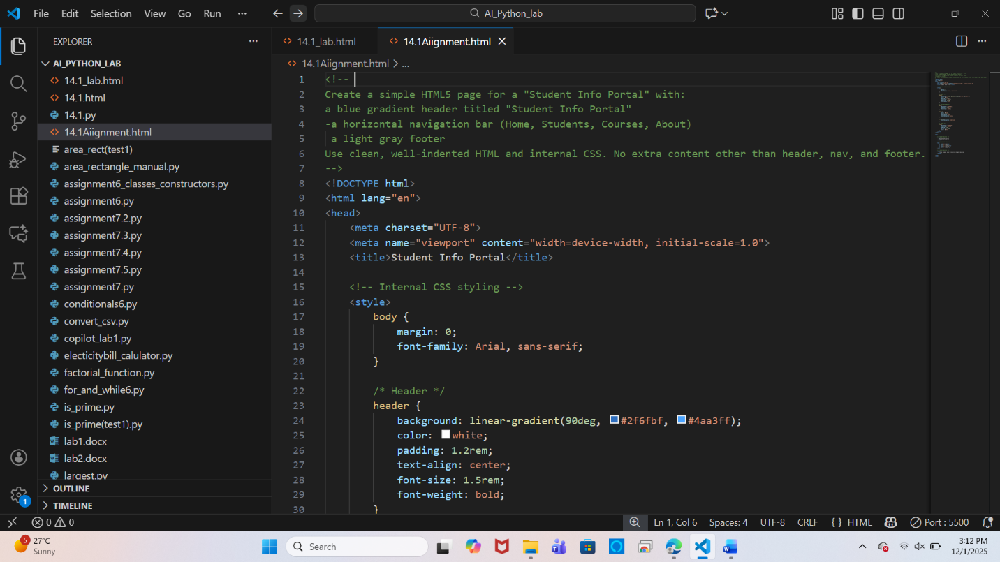 File Edit Selection View Go Run ··· AI_Python_lab
EXPLORER ···
AI_PYTHON_LAB
14.1_lab.html
14.1.html
14.1.py
14.1Aiignment.html
area_rect(test1)
area_rectangle_manual.py
assignment6_classes_constructors.py
assignment6.py
assignment7.2.py
assignment7.3.py
assignment7.4.py
assignment7.5.py
assignment7.py
conditionals6.py
convert_csv.py
copilot_lab1.py
electicitybill_calulator.py
factorial_function.py
for_and_while6.py
is_prime.py
is_prime(test1).py
lab1.docx
lab2.docx
largest.py
OUTLINE
TIMELINE
1
14.1_lab.html 14.1Aiignment.html
14.1Aiignment.html > ...
1 <!--
2 Create a simple HTML5 page for a "Student Info Portal" with:
3 a blue gradient header titled "Student Info Portal"
4 -a horizontal navigation bar (Home, Students, Courses, About)
5 a light gray footer
6 Use clean, well-indented HTML and internal CSS. No extra content other than header, nav, and footer.
7 -->
8 <!DOCTYPE html>
9 <html lang="en">
10 <head>
11 <meta charset="UTF-8">
12 <meta name="viewport" content="width=device-width, initial-scale=1.0">
13 <title>Student Info Portal</title>
14
15 <!-- Internal CSS styling -->
16 <style>
17 body {
18 margin: 0;
19 font-family: Arial, sans-serif;
20 }
21
22 /* Header */
23 header {
24 background: linear-gradient(90deg, #2f6fbf, #4aa3ff);
25 color: white;
26 padding: 1.2rem;
27 text-align: center;
28 font-size: 1.5rem;
29 font-weight: bold;
30 }
0 0 Ln 1, Col 6 Spaces: 4 UTF-8 CRLF { } HTML Port : 5500
5 27°C
Sunny
Search
3:12 PM
12/1/2025